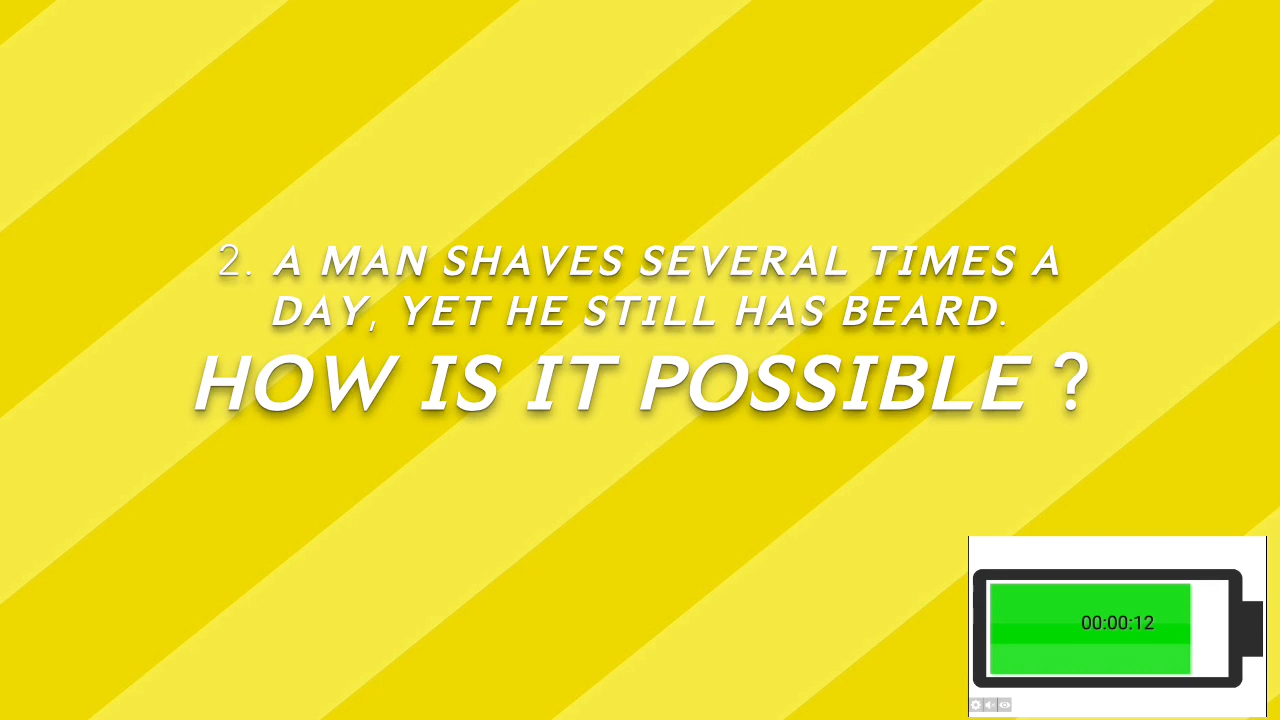 2. A MAN SHAVES SEVERAL TIMES A
DAY, YET HE STILL HAS BEARD.
HOW IS IT POSSIBLE ?
00:00:12